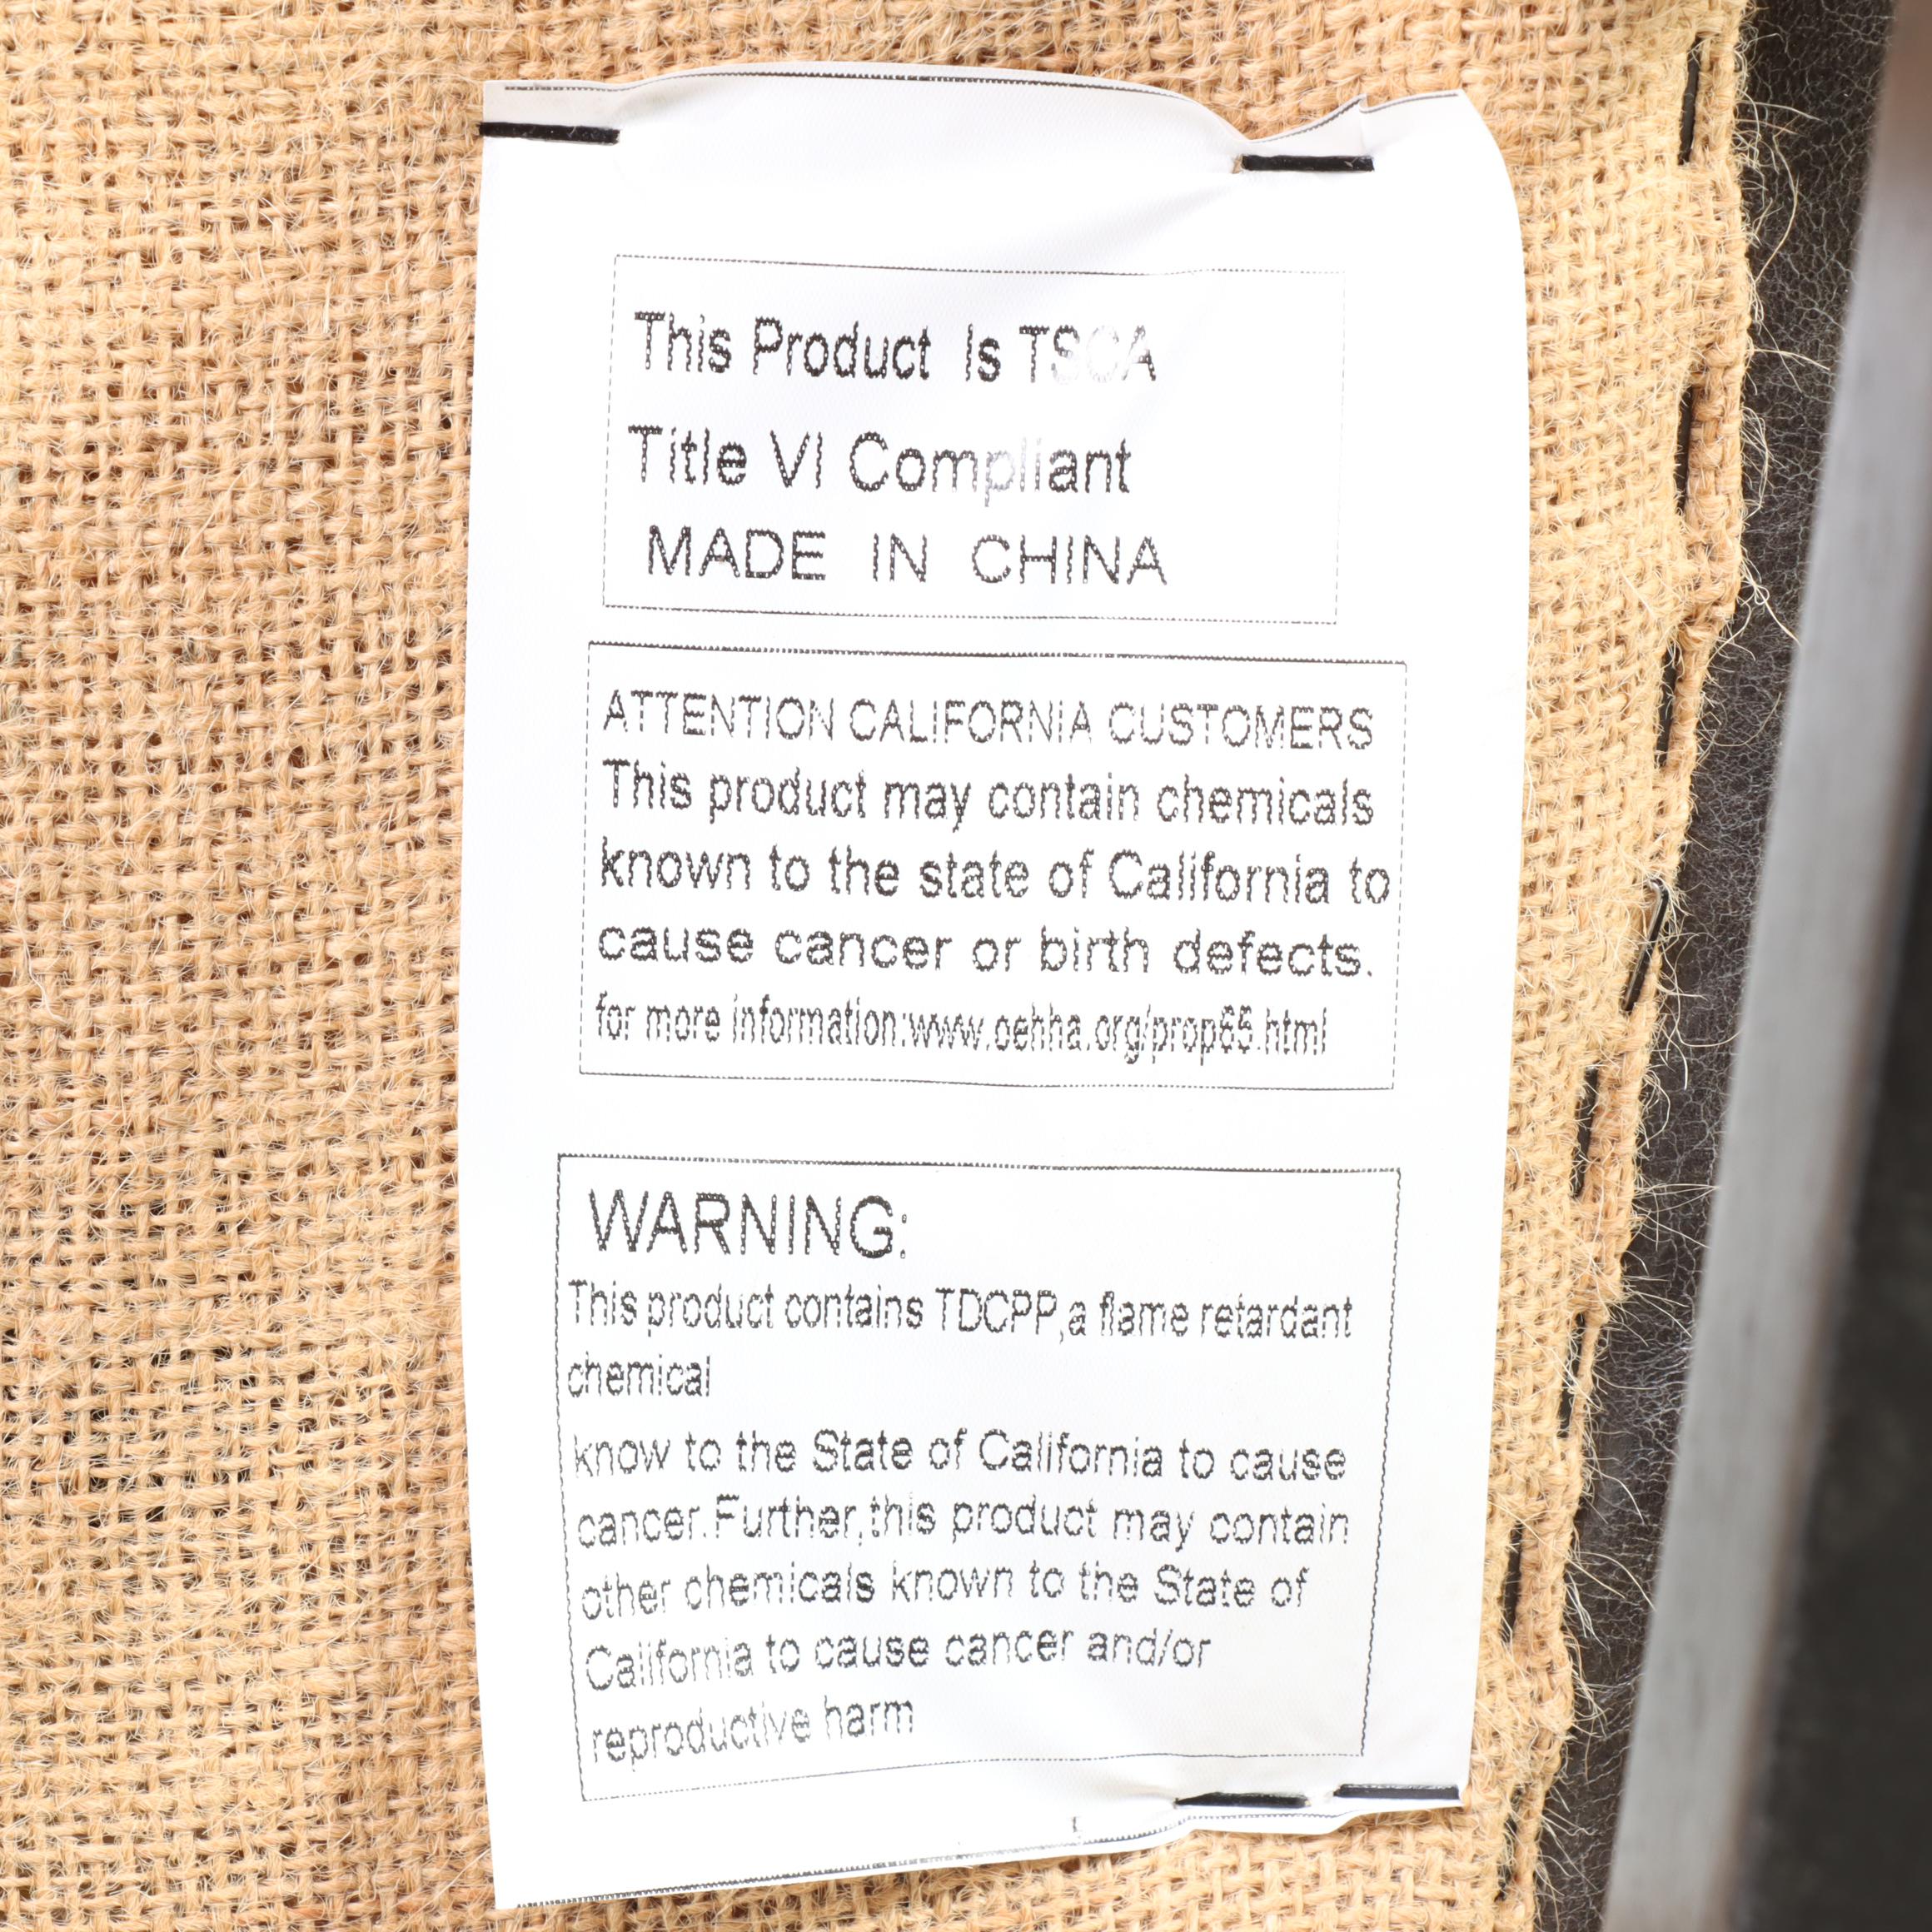 This Product Is TSCA
Title VI Compliant
MADE IN CHINA
ATTENTION CALIFORNIA CUSTOMERS
This product may contain chemicals
known to the state of California to
cause cancer or birth defects.
for more information:www.oehha.org/prop65.html
WARNING:
This product contains TDCPP,a flame retardant
chemical
know to the State of California to cause
cancer.Further,this product may contain
other chemicals known to the State of
California to cause cancer and/or
reproductive harm